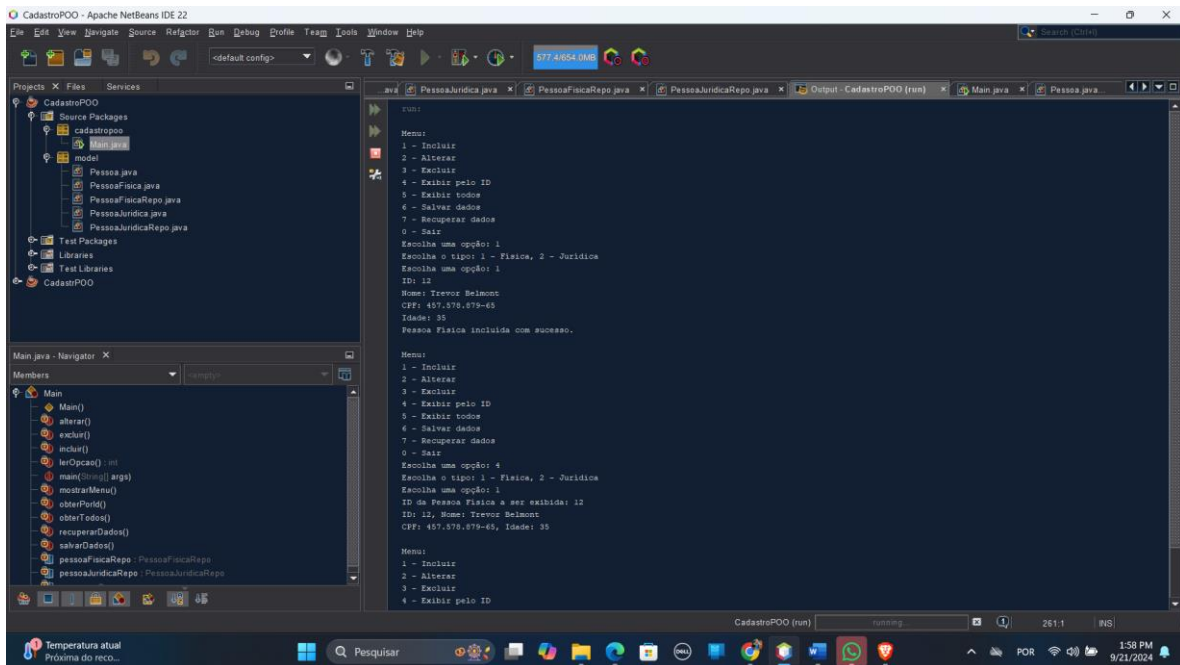 CadastroPOO - Apache NetBeans IDE 22
File Edit View Navigate Source Refactor Run Debug Profile Team Tools Window Help
Search (Ctrl+I)
<default config>
577.4/654.0MB
Projects Files Services
CadastroPOO
Source Packages
cadastropoo
Main.java
model
Pessoa.java
PessoaFisica.java
PessoaFisicaRepo.java
PessoaJuridica.java
PessoaJuridicaRepo.java
Test Packages
Libraries
Test Libraries
CadastrPOO
Main.java - Navigator
Members
<empty>
Main
Main()
alterar()
excluir()
incluir()
lerOpcao() : int
main(String[] args)
mostrarMenu()
obterPorId()
obterTodos()
recuperarDados()
salvarDados()
pessoaFisicaRepo : PessoaFisicaRepo
pessoaJuridicaRepo : PessoaJuridicaRepo
...ava PessoaJuridica.java PessoaFisicaRepo.java PessoaJuridicaRepo.java Output - CadastroPOO (run) Main.java Pessoa.java...
run:
Menu:
1 - Incluir
2 - Alterar
3 - Excluir
4 - Exibir pelo ID
5 - Exibir todos
6 - Salvar dados
7 - Recuperar dados
0 - Sair
Escolha uma opção: 1
Escolha o tipo: 1 - Física, 2 - Jurídica
Escolha uma opção: 1
ID: 12
Nome: Trevor Belmont
CPF: 457.578.879-65
Idade: 35
Pessoa Física incluída com sucesso.
Menu:
1 - Incluir
2 - Alterar
3 - Excluir
4 - Exibir pelo ID
5 - Exibir todos
6 - Salvar dados
7 - Recuperar dados
0 - Sair
Escolha uma opção: 4
Escolha o tipo: 1 - Física, 2 - Jurídica
Escolha uma opção: 1
ID da Pessoa Física a ser exibida: 12
ID: 12, Nome: Trevor Belmont
CPF: 457.578.879-65, Idade: 35
Menu:
1 - Incluir
2 - Alterar
3 - Excluir
4 - Exibir pelo ID
CadastroPOO (run) running... 261:1 INS
1
Temperatura atual
Próxima do reco...
Pesquisar
DELL
POR
1:58 PM
9/21/2024